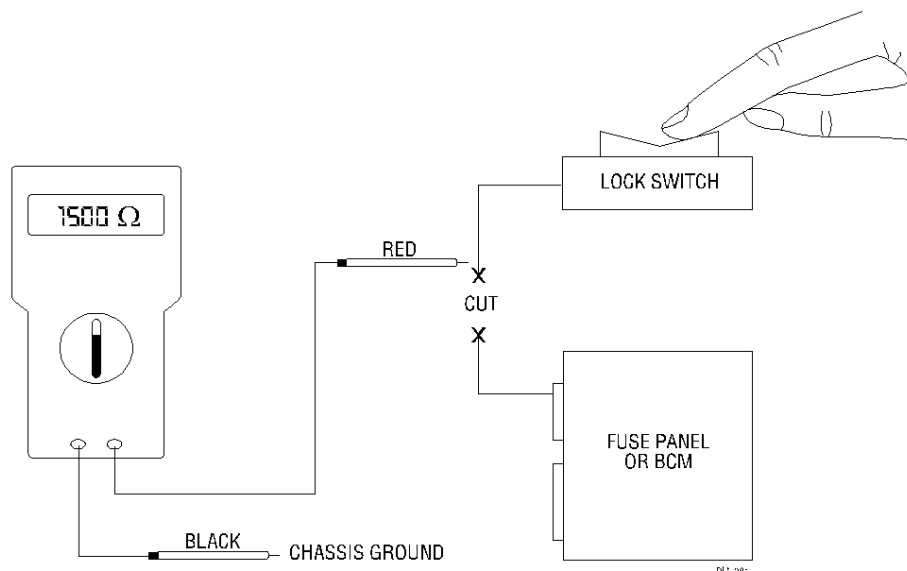 LOCK SWITCH
1500 Ω
RED
CUT
FUSE PANEL
OR BCM
BLACK
CHASSIS GROUND